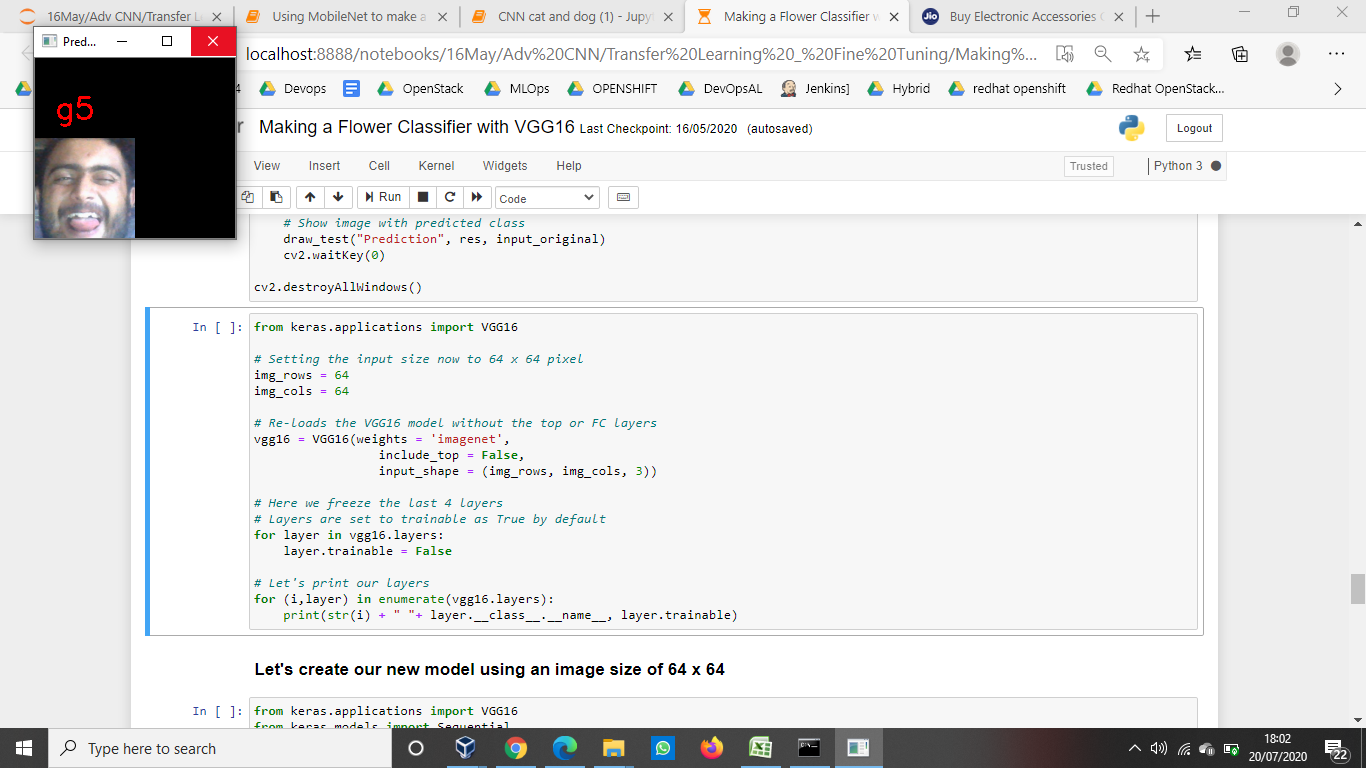 16May/Adv CNN/Transfer Le
Using MobileNet to make a
CNN cat and dog (1) - Jupyt
Making a Flower Classifier w
Buy Electronic Accessories
Pred...
localhost:8888/notebooks/16May/Adv%20CNN/Transfer%20Learning%20_%20Fine%20Tuning/Making%...
4
Devops
OpenStack
MLOps
OPENSHIFT
DevOpsAL
Jenkins]
Hybrid
redhat openshift
Redhat OpenStack...
g5
r
Making a Flower Classifier with VGG16 Last Checkpoint: 16/05/2020 (autosaved)
Logout
View Insert Cell Kernel Widgets Help
Trusted
Python 3
Run
Code
# Show image with predicted class
draw_test("Prediction", res, input_original)
cv2.waitKey(0)
cv2.destroyAllWindows()
In [ ]:
from keras.applications import VGG16
# Setting the input size now to 64 x 64 pixel
img_rows = 64
img_cols = 64
# Re-loads the VGG16 model without the top or FC layers
vgg16 = VGG16(weights = 'imagenet',
include_top = False,
input_shape = (img_rows, img_cols, 3))
# Here we freeze the last 4 layers
# Layers are set to trainable as True by default
for layer in vgg16.layers:
layer.trainable = False
# Let's print our layers
for (i,layer) in enumerate(vgg16.layers):
print(str(i) + " "+ layer.__class__.__name__, layer.trainable)
Let's create our new model using an image size of 64 x 64
In [ ]:
from keras.applications import VGG16
from keras.models import Sequential
Type here to search
18:02
20/07/2020
22